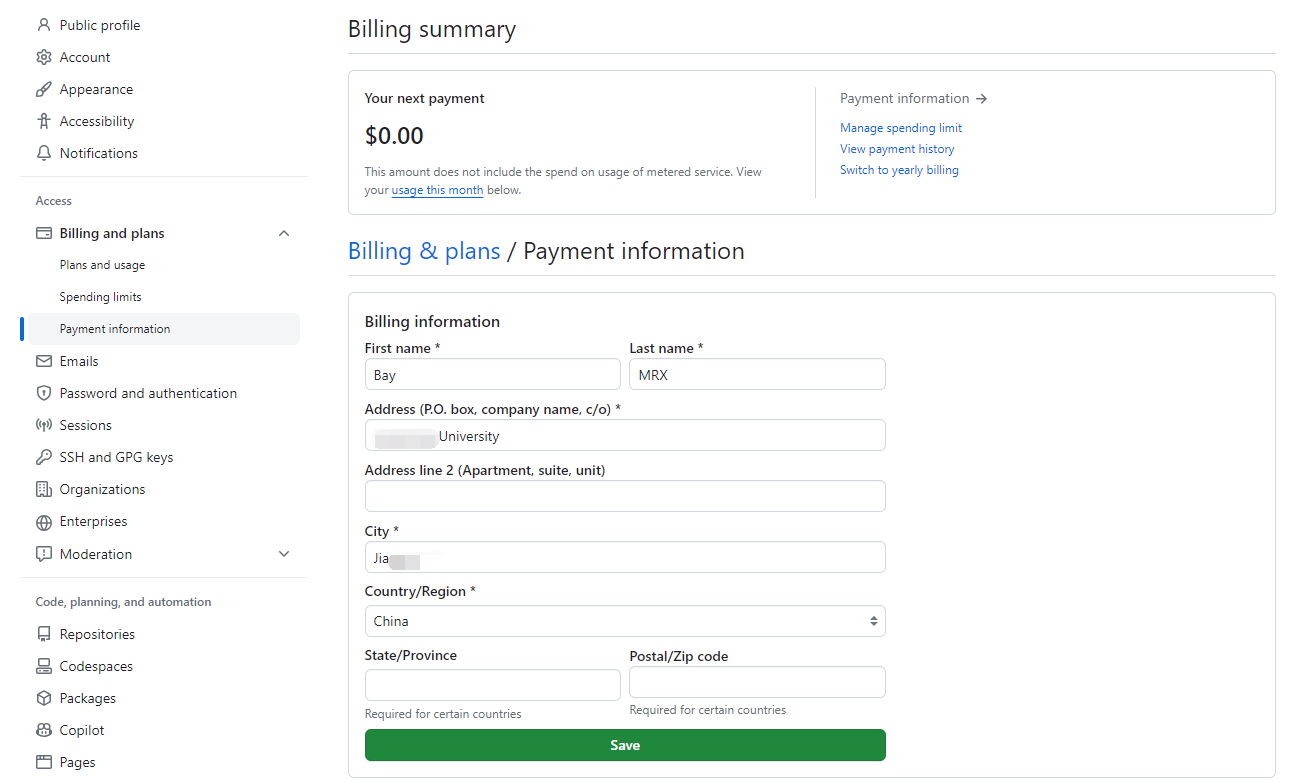 Public profile
Account
Appearance
Accessibility
Notifications
Access
Billing and plans
Plans and usage
Spending limits
Payment information
Emails
Password and authentication
Sessions
SSH and GPG keys
Organizations
Enterprises
Moderation
Code, planning, and automation
Repositories
Codespaces
Packages
Copilot
Pages
Billing summary
Your next payment
$0.00
This amount does not include the spend on usage of metered service. View
your usage this month below.
Payment information →
Manage spending limit
View payment history
Switch to yearly billing
Billing & plans / Payment information
Billing information
First name * Last name *
Bay MRX
Address (P.O. box, company name, c/o) *
University
Address line 2 (Apartment, suite, unit)
City *
Jia
Country/Region *
China
State/Province Postal/Zip code
Required for certain countries Required for certain countries
Save